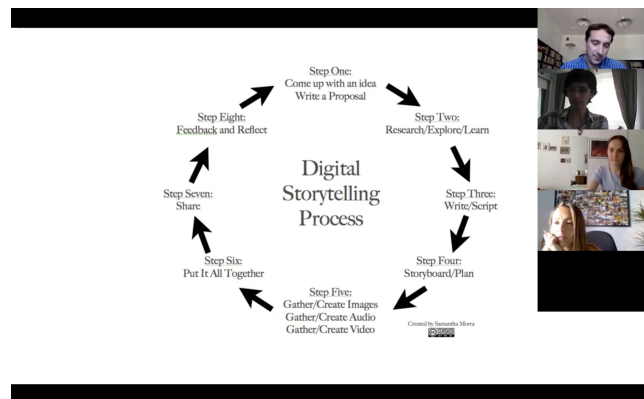 Step One:
Come up with an idea
Write a Proposal
Step Two:
Research/Explore/Learn
Step Three:
Write/Script
Step Four:
Storyboard/Plan
Step Five:
Gather/Create Images
Gather/Create Audio
Gather/Create Video
Step Six:
Put It All Together
Step Seven:
Share
Step Eight:
Feedback and Reflect
Digital
Storytelling
Process
Created by Samantha Morra